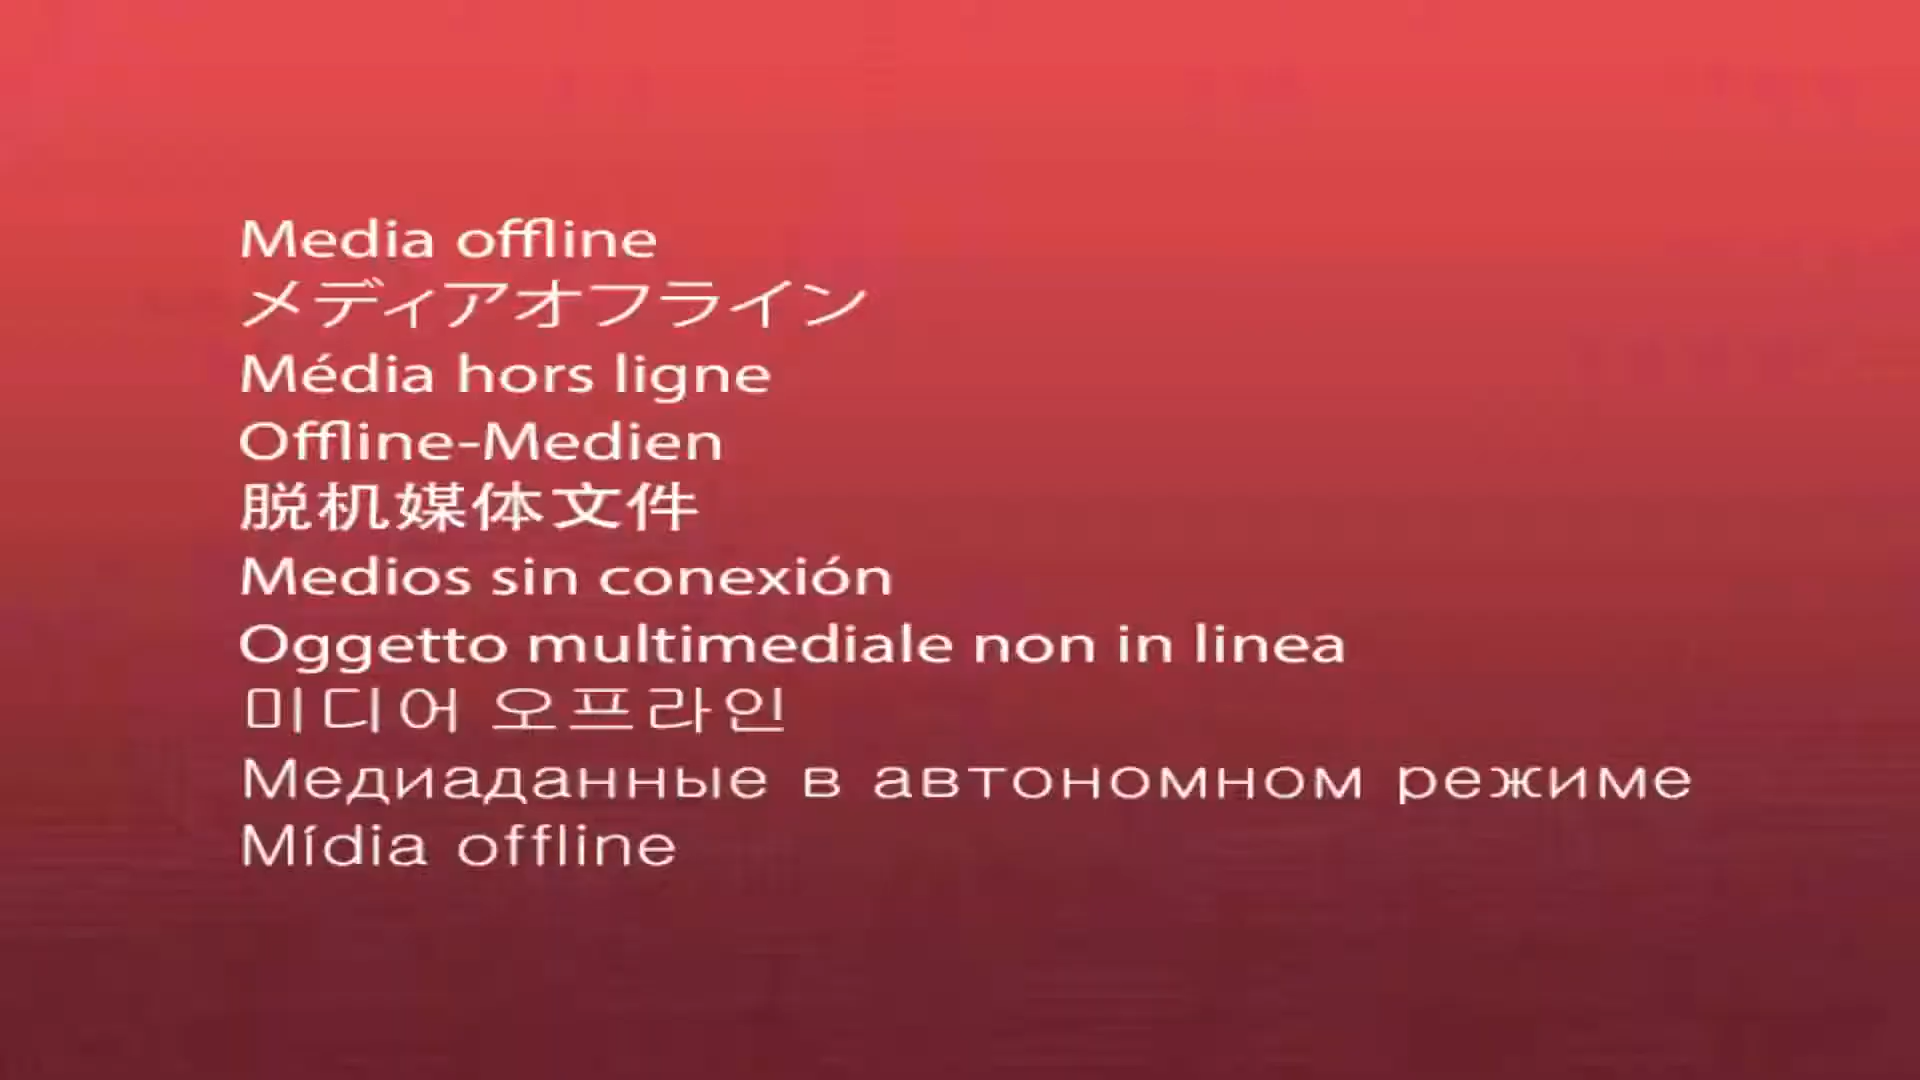 Media offline
メディアオフライン
Média hors ligne
Offline-Medien
脱机媒体文件
Medios sin conexión
Oggetto multimediale non in linea
미디어 오프라인
Медиаданные в автономном режиме
Mídia offline